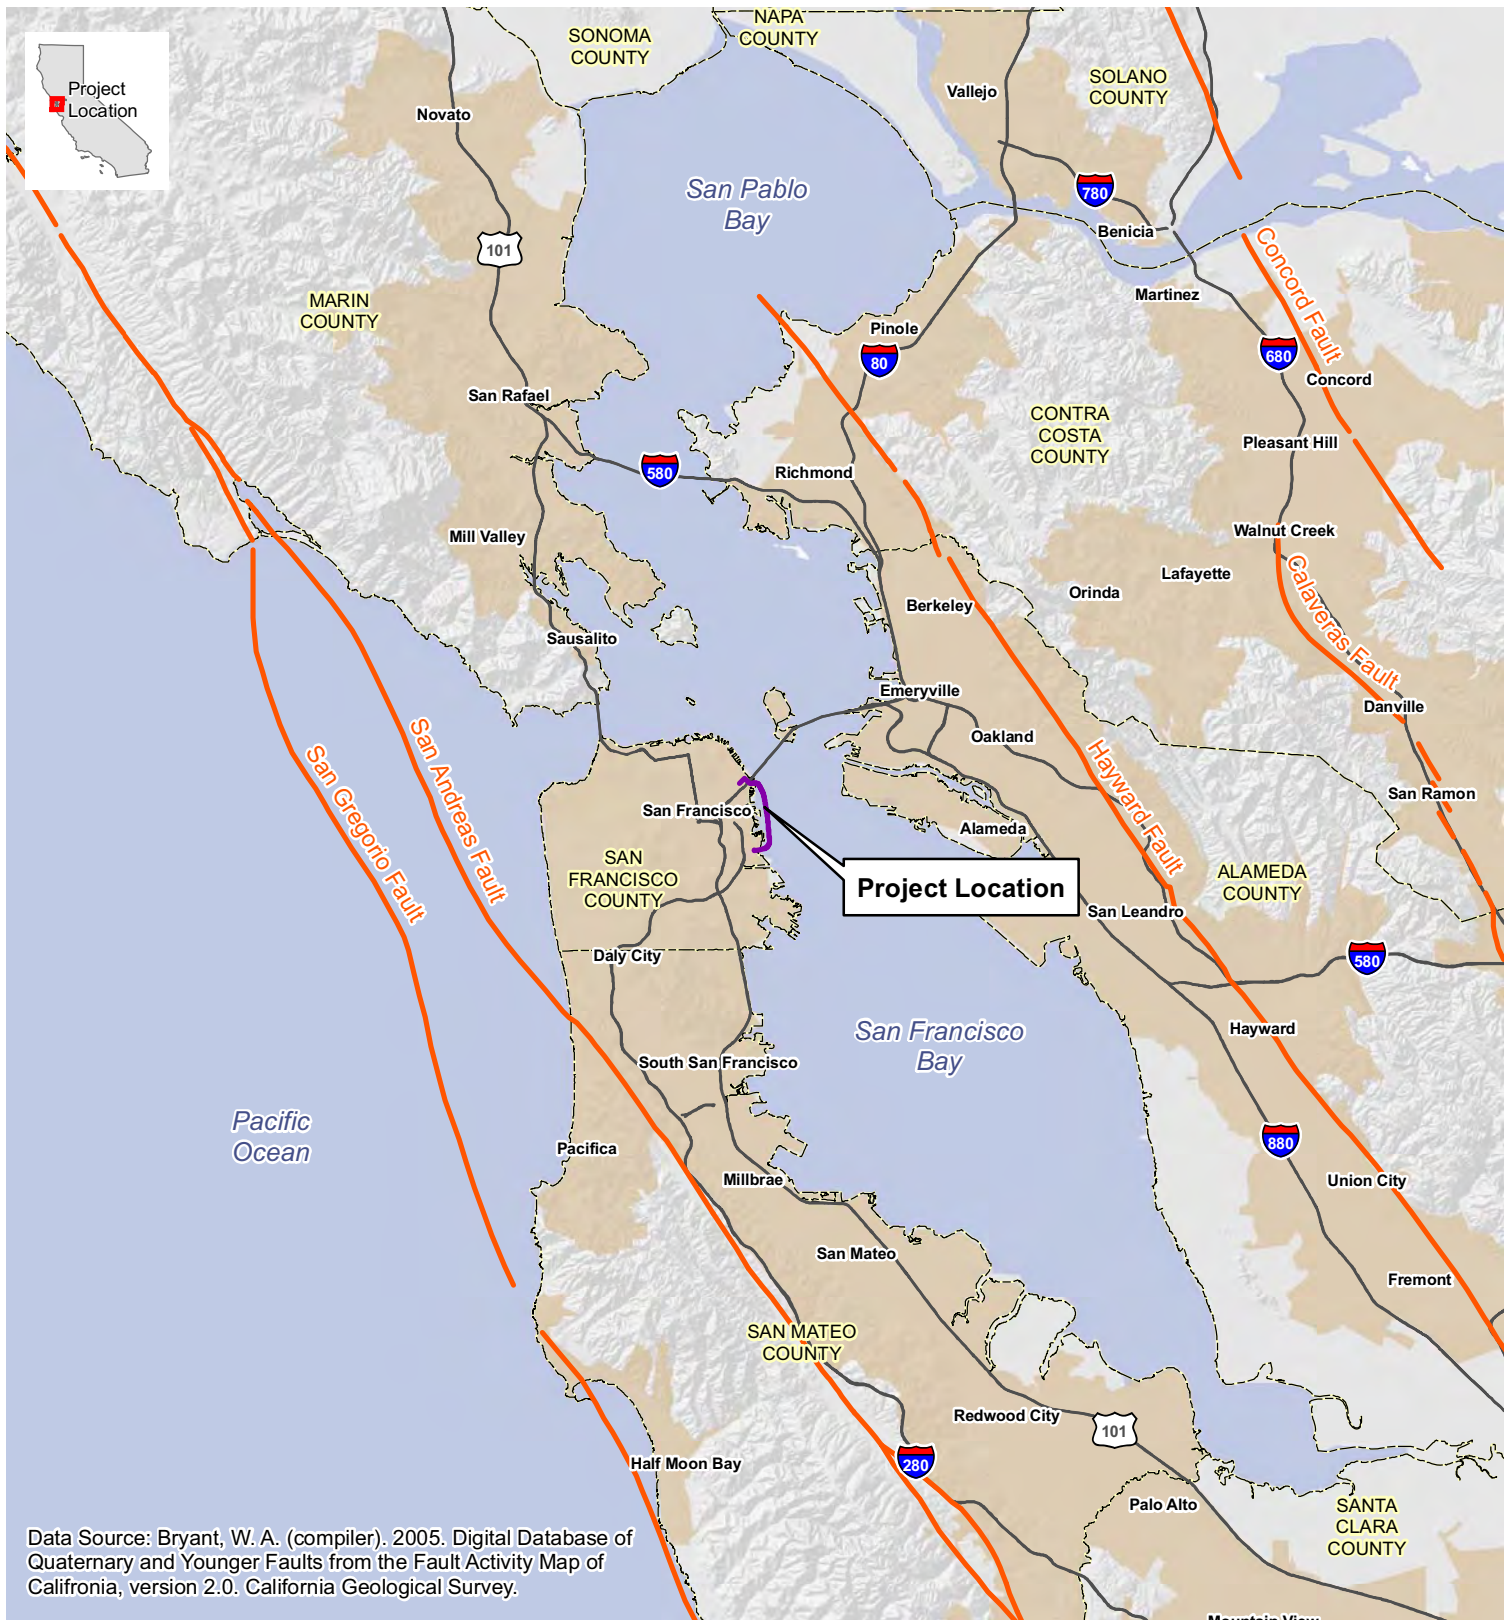 NAPA
COUNTY
SONOMA
COUNTY
Project
Location
SOLANO
COUNTY
Vallejo
Novato
San Pablo
Bay
780
Benicia
101
Concord Fault
Martinez
MARIN
COUNTY
Pinole
80
680
Concord
San Rafael
CONTRA
COSTA
COUNTY
Pleasant Hill
580
Richmond
Walnut Creek
Mill Valley
Calaveras Fault
Lafayette
Orinda
Berkeley
Sausalito
Emeryville
Danville
San Andreas Fault
San Gregorio Fault
Oakland
Hayward Fault
San Ramon
San Francisco
Alameda
SAN
FRANCISCO
COUNTY
Project Location
ALAMEDA
COUNTY
San Leandro
Daly City
580
San Francisco
Bay
Hayward
South San Francisco
Pacific
Ocean
880
Pacifica
Millbrae
Union City
San Mateo
Fremont
SAN MATEO
COUNTY
Redwood City
101
Half Moon Bay
280
Palo Alto
SANTA
CLARA
COUNTY
Data Source: Bryant, W. A. (compiler). 2005. Digital Database of
Quaternary and Younger Faults from the Fault Activity Map of
Califronia, version 2.0. California Geological Survey.
Mountain View